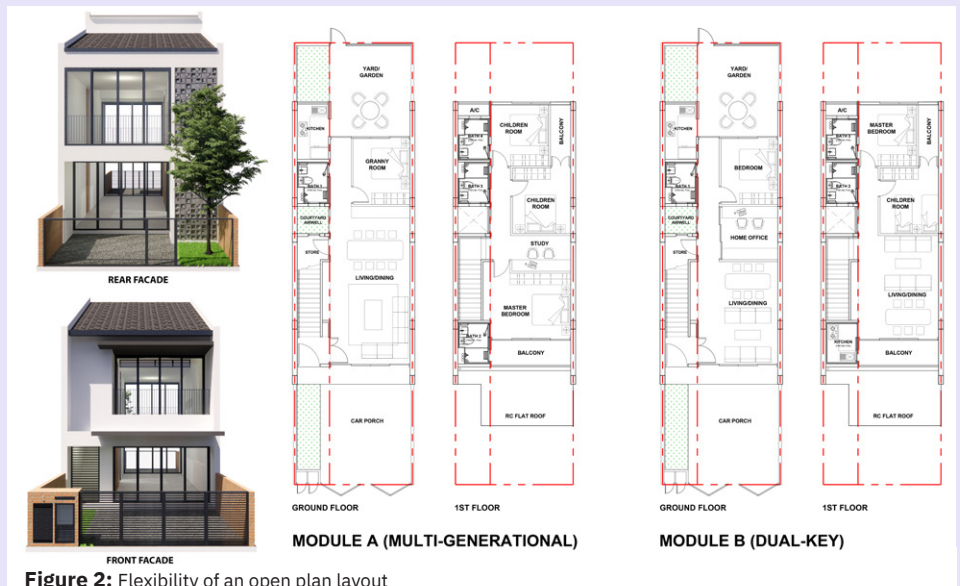 REAR FACADE
FRONT FACADE
YARD/
GARDEN
KITCHEN
GRANNY
ROOM
BATH 1
COURTYARD
AIRWELL
STORE
LIVING/DINING
CAR PORCH
GROUND FLOOR
A/C
CHILDREN
ROOM
BALCONY
BATH 4
BATH 3
CHILDREN
ROOM
STUDY
MASTER
BEDROOM
BATH 2
BALCONY
RC FLAT ROOF
1ST FLOOR
MODULE A (MULTI-GENERATIONAL)
YARD/
GARDEN
KITCHEN
BEDROOM
BATH 1
COURTYARD
AIRWELL
HOME OFFICE
STORE
LIVING/DINING
CAR PORCH
GROUND FLOOR
A/C
MASTER
BEDROOM
BALCONY
BATH 3
BATH 2
CHILDREN
ROOM
LIVING/DINING
KITCHEN
BALCONY
RC FLAT ROOF
1ST FLOOR
MODULE B (DUAL-KEY)
Figure 2: Flexibility of an open plan layout